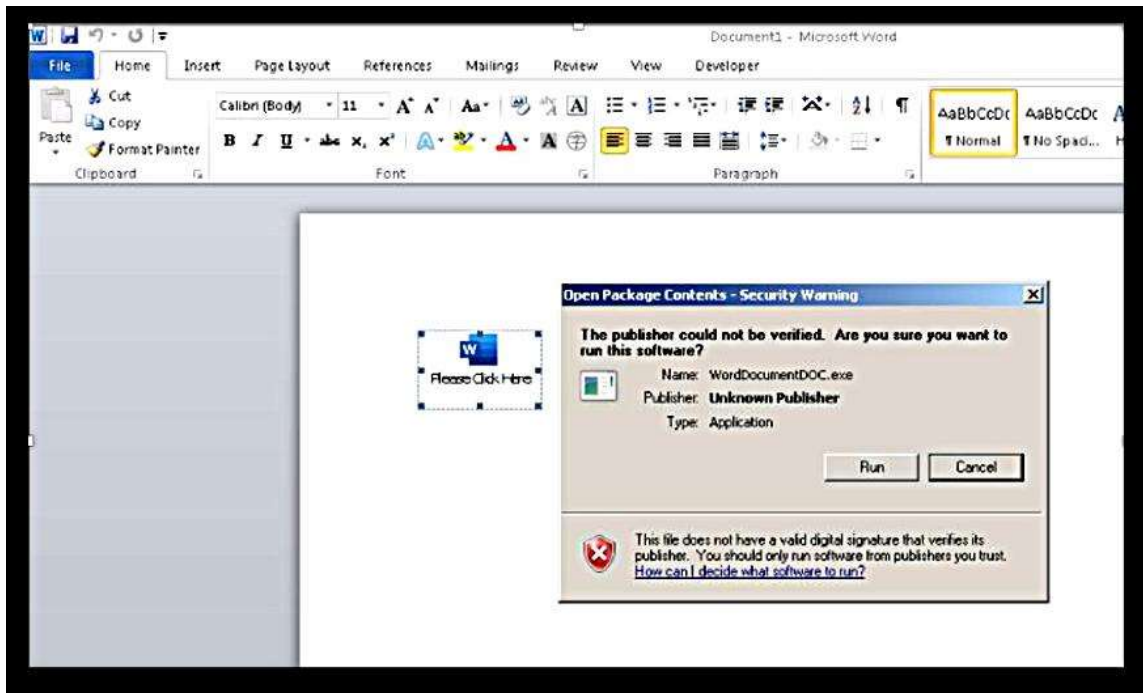 Document1 - Microsoft Word
File Home Insert Page Layout References Mailings Review View Developer
Cut
Copy
Paste
Format Painter
Calibri (Body) 11
Clipboard
Font
Paragraph
AaBbCcDc AaBbCcDc
¶ Normal ¶ No Spaci...
W
Please Click Here
Open Package Contents - Security Warning
The publisher could not be verified. Are you sure you want to
run this software?
Name: WordDocumentDOC.exe
Publisher: Unknown Publisher
Type: Application
Run Cancel
This file does not have a valid digital signature that verifies its
publisher. You should only run software from publishers you trust.
How can I decide what software to run?